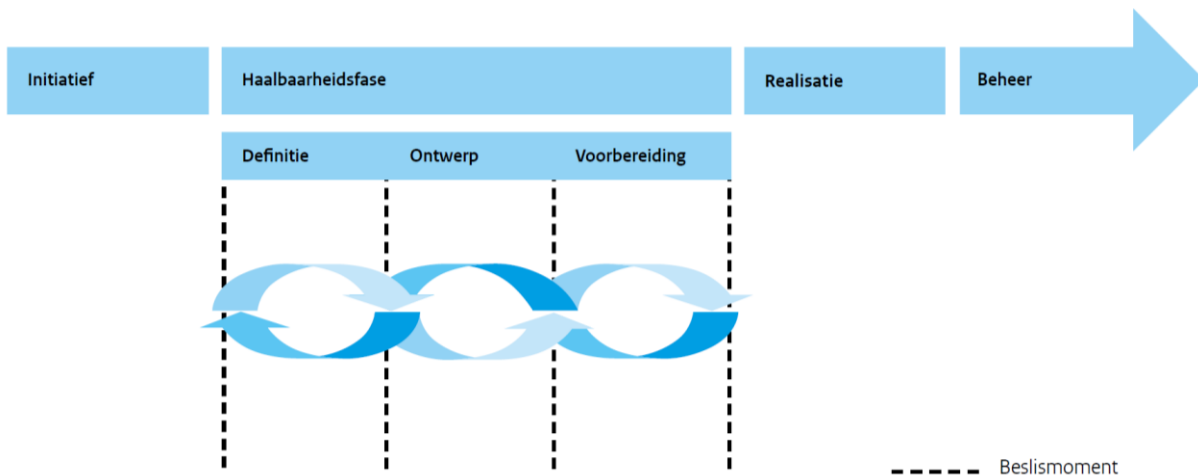 Initiatief
Haalbaarheidsfase
Realisatie
Beheer
Definitie
Ontwerp
Voorbereiding
Beslismoment